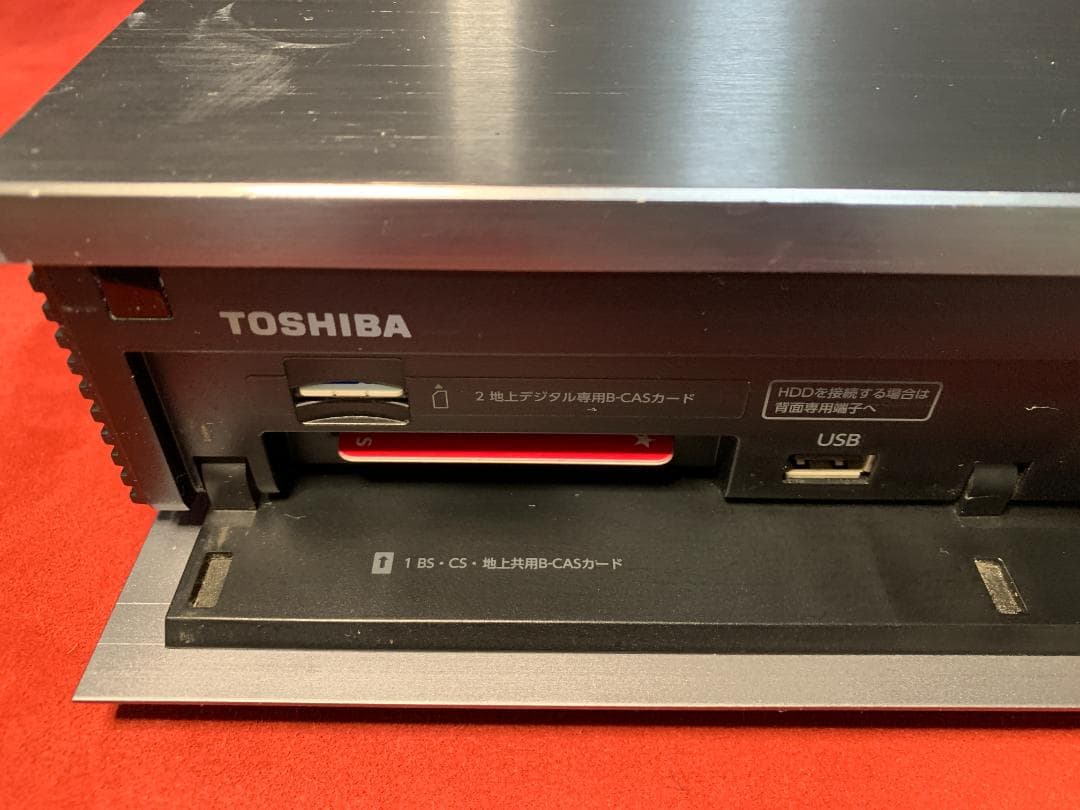 TOSHIBA
2 地上デジタル専用B-CASカード
HDDを接続する場合は
背面専用端子へ
USB
S
1 BS・CS・地上共用B-CASカード